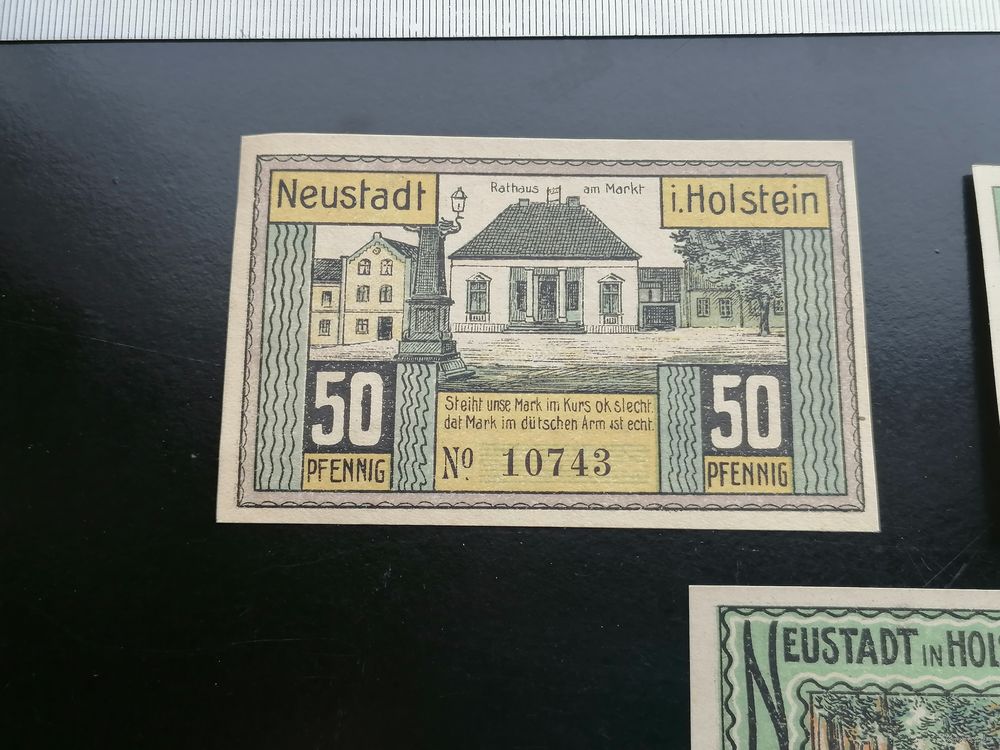 Neustadt
Rathaus am Markt
i. Holstein
50
PFENNIG
Steiht unse Mark im Kurs ok slecht.
dat Mark im dütschen Arm ist echt.
No. 10743
50
PFENNIG
NEUSTADT IN HOLS